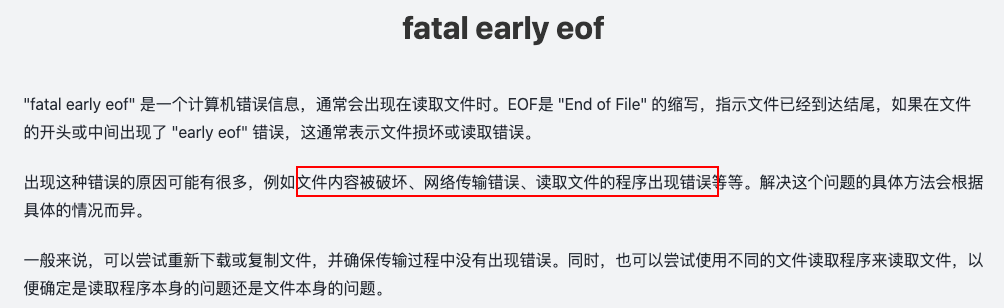 fatal early eof
"fatal early eof" 是一个计算机错误信息，通常会出现在读取文件时。EOF是 "End of File" 的缩写，指示文件已经到达结尾，如果在文件
的开头或中间出现了 "early eof" 错误，这通常表示文件损坏或读取错误。
出现这种错误的原因可能有很多，例如文件内容被破坏、网络传输错误、读取文件的程序出现错误等等。解决这个问题的具体方法会根据
具体的情况而异。
一般来说，可以尝试重新下载或复制文件，并确保传输过程中没有出现错误。同时，也可以尝试使用不同的文件读取程序来读取文件，以
便确定是读取程序本身的问题还是文件本身的问题。